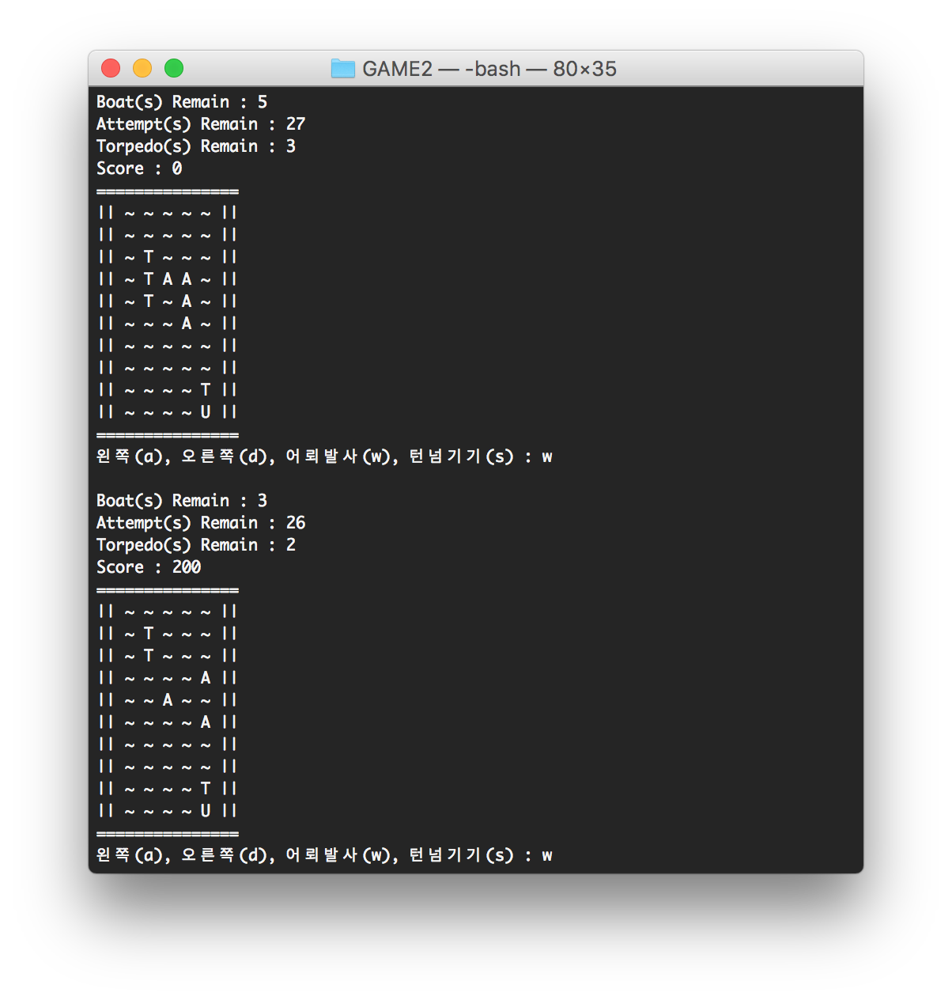 GAME2 — -bash — 80×35
Boat(s) Remain : 5
Attempt(s) Remain : 27
Torpedo(s) Remain : 3
Score : 0
===============
|| ~ ~ ~ ~ ~ ||
|| ~ ~ ~ ~ ~ ||
|| ~ T ~ ~ ~ ||
|| ~ T A A ~ ||
|| ~ T ~ A ~ ||
|| ~ ~ ~ A ~ ||
|| ~ ~ ~ ~ ~ ||
|| ~ ~ ~ ~ ~ ||
|| ~ ~ ~ ~ T ||
|| ~ ~ ~ ~ U ||
===============
왼쪽(a), 오른쪽(d), 어뢰발사(w), 턴넘기기(s) : w
Boat(s) Remain : 3
Attempt(s) Remain : 26
Torpedo(s) Remain : 2
Score : 200
===============
|| ~ ~ ~ ~ ~ ||
|| ~ T ~ ~ ~ ||
|| ~ T ~ ~ ~ ||
|| ~ ~ ~ ~ A ||
|| ~ ~ A ~ ~ ||
|| ~ ~ ~ ~ A ||
|| ~ ~ ~ ~ ~ ||
|| ~ ~ ~ ~ ~ ||
|| ~ ~ ~ ~ T ||
|| ~ ~ ~ ~ U ||
===============
왼쪽(a), 오른쪽(d), 어뢰발사(w), 턴넘기기(s) : w